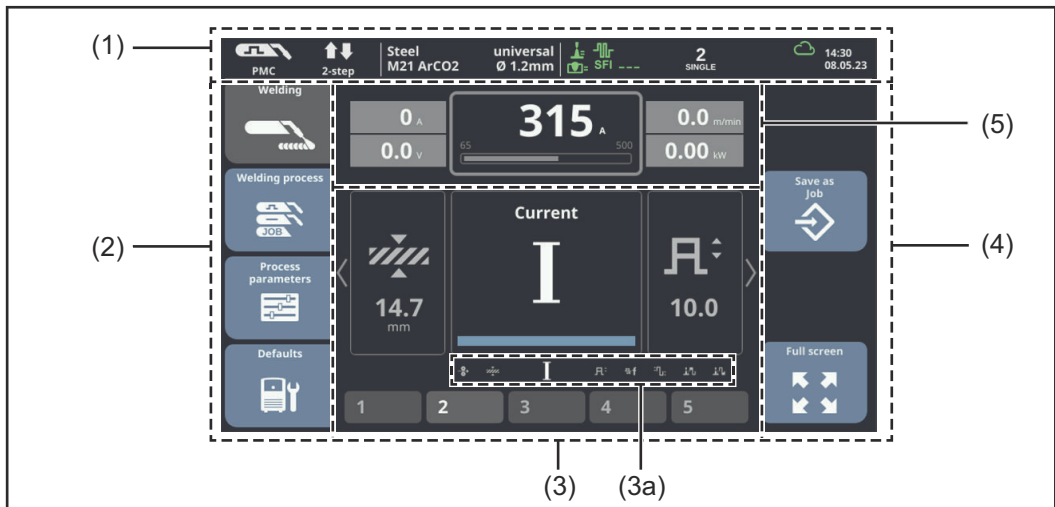 (1)
PMC
2-step
Steel universal
M21 ArCO2 Ø 1.2mm
SFI ---
2
SINGLE
14:30
08.05.23
(2)
Welding
Welding process
JOB
Process
parameters
Defaults
0 A
0.0 V
315 A
65 500
0.0 m/min
0.00 kW
(5)
14.7
mm
Current
I
10.0
I
1 2 3 4 5
Save as
Job
Full screen
(4)
(3) (3a)